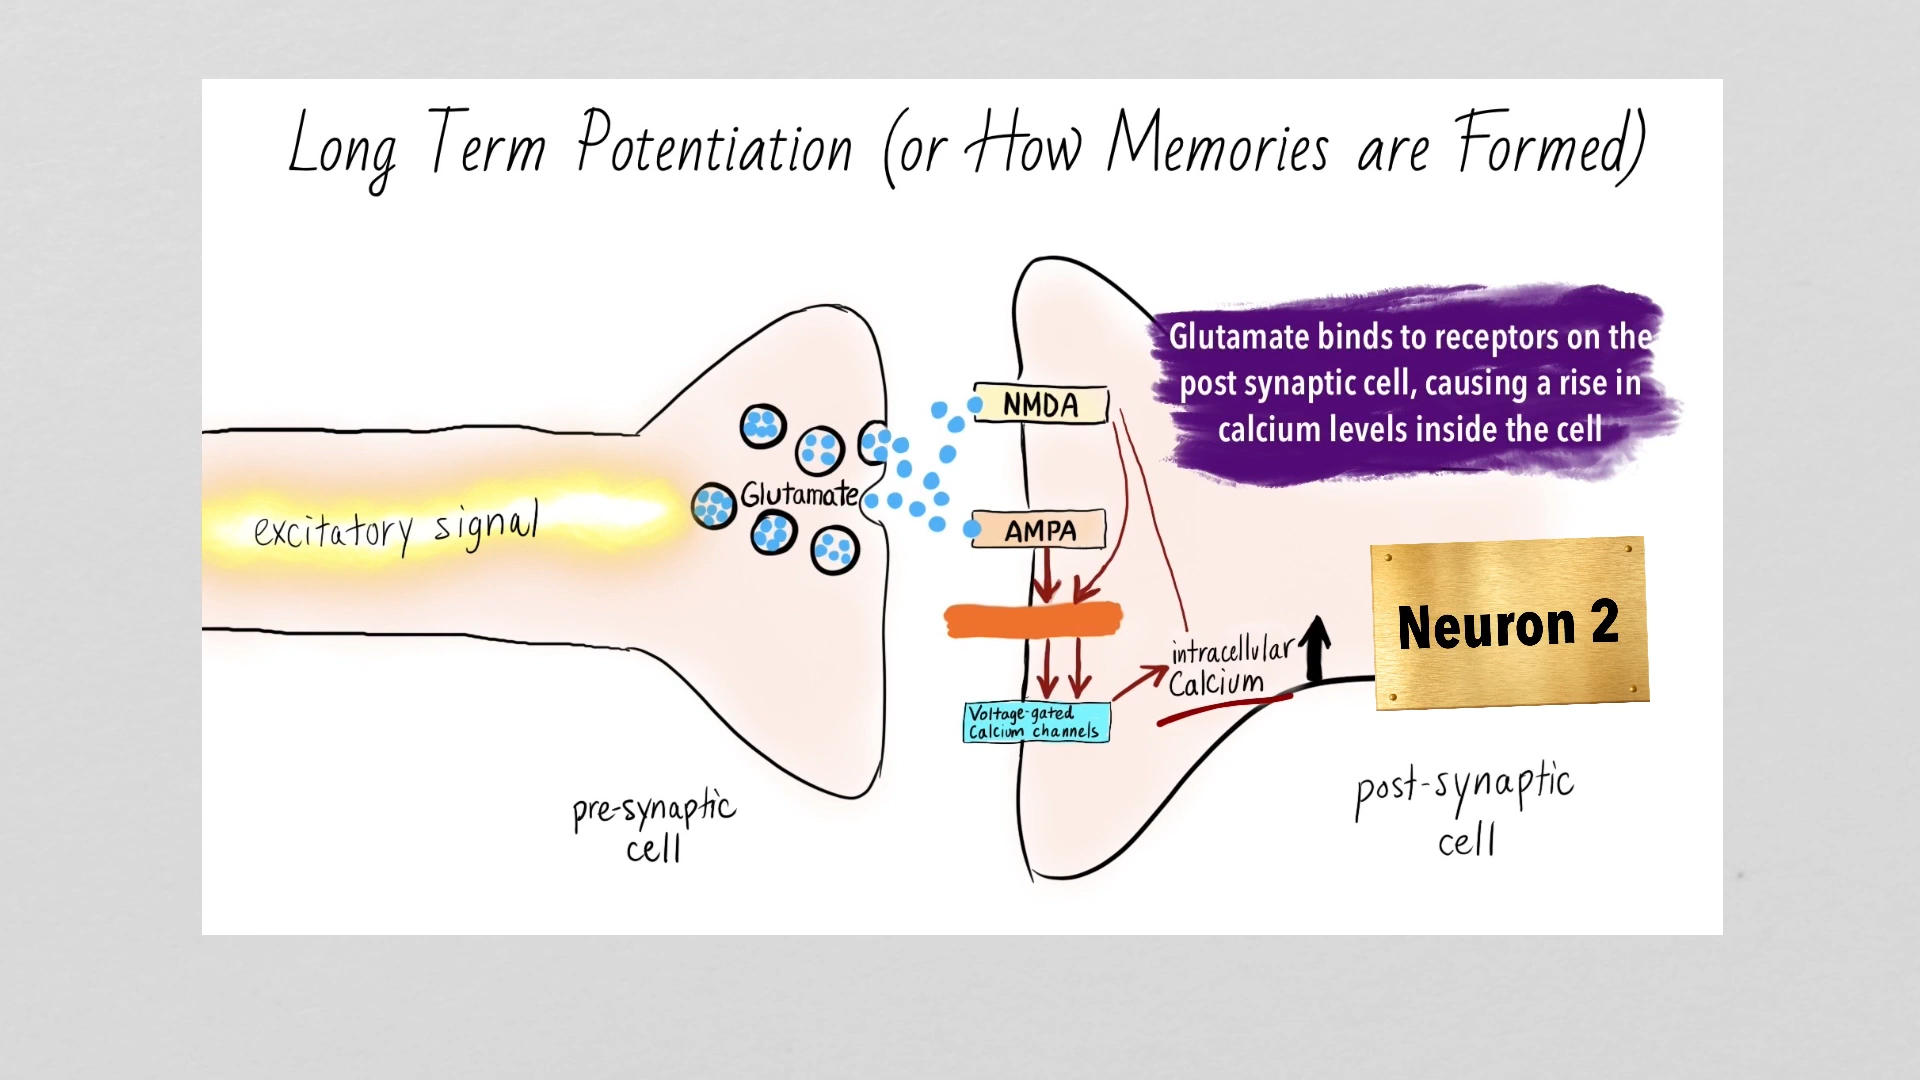 Long Term Potentiation (or How Memories are Formed)
Glutamate binds to receptors on the
post synaptic cell, causing a rise in
calcium levels inside the cell
NMDA
Glutamate
excitatory signal
AMPA
Neuron 2
intracellular
Calcium
Voltage-gated
Calcium channels
pre-synaptic
cell
post-synaptic
cell